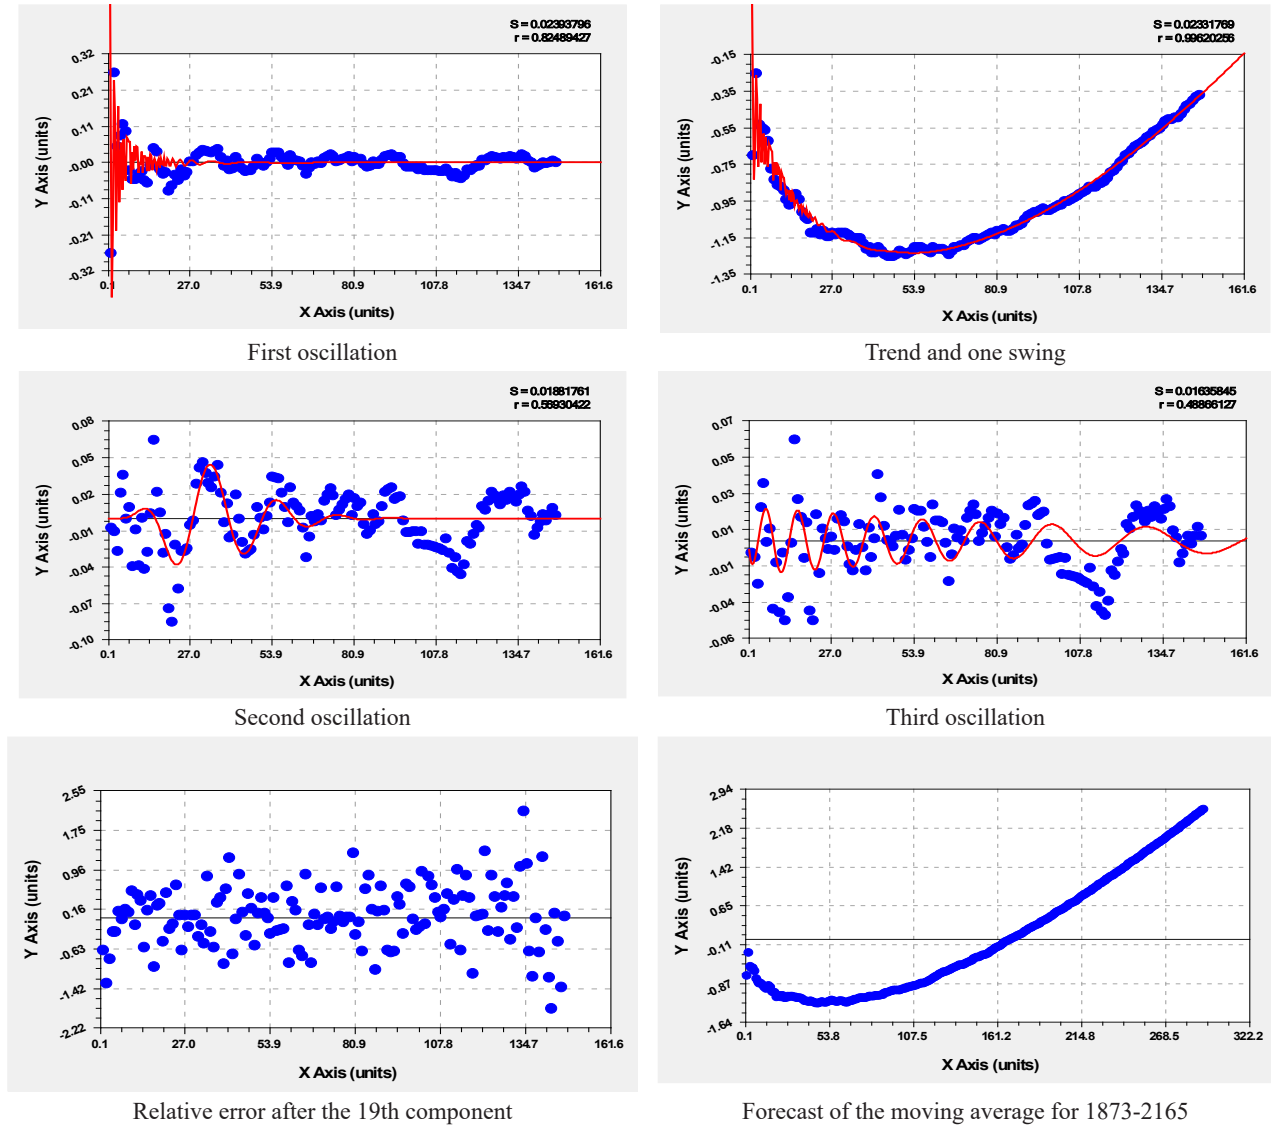 S = 0.02393796
r = 0.82489427
0.32
0.21
0.11
-0.00
-0.11
-0.21
-0.32
Y Axis (units)
0.1 27.0 53.9 80.9 107.8 134.7 161.6
X Axis (units)
First oscillation
S = 0.02331769
r = 0.99620256
-0.15
-0.35
-0.55
-0.75
-0.95
-1.15
-1.35
Y Axis (units)
0.1 27.0 53.9 80.9 107.8 134.7 161.6
X Axis (units)
Trend and one swing
S = 0.01881761
r = 0.56930422
0.08
0.05
0.02
-0.01
-0.04
-0.07
-0.10
Y Axis (units)
0.1 27.0 53.9 80.9 107.8 134.7 161.6
X Axis (units)
Second oscillation
S = 0.01635845
r = 0.48866127
0.07
0.05
0.03
0.01
-0.01
-0.04
-0.06
Y Axis (units)
0.1 27.0 53.9 80.9 107.8 134.7 161.6
X Axis (units)
Third oscillation
2.55
1.75
0.96
0.16
-0.63
-1.42
-2.22
Y Axis (units)
0.1 27.0 53.9 80.9 107.8 134.7 161.6
X Axis (units)
Relative error after the 19th component
2.94
2.18
1.42
0.65
-0.11
-0.87
-1.64
Y Axis (units)
0.1 53.8 107.5 161.2 214.8 268.5 322.2
X Axis (units)
Forecast of the moving average for 1873-2165